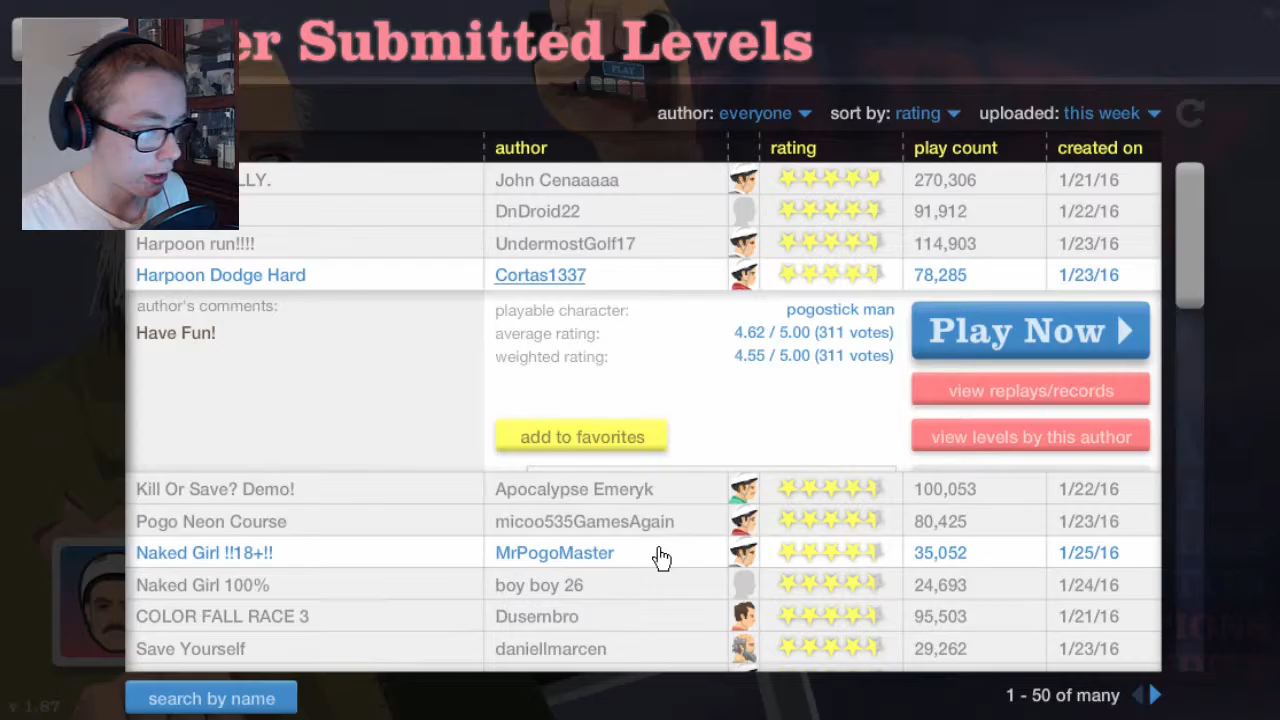 er Submitted Levels
PLAY
author: everyone sort by: rating uploaded: this week
author rating play count created on
LLY. John Cenaaaaa 270,306 1/21/16
DnDroid22 91,912 1/22/16
Harpoon run!!!! UndermostGolf17 114,903 1/23/16
Harpoon Dodge Hard Cortas1337 78,285 1/23/16
author's comments:
Have Fun!
playable character: pogostick man
average rating: 4.62 / 5.00 (311 votes)
weighted rating: 4.55 / 5.00 (311 votes)
Play Now
view replays/records
add to favorites
view levels by this author
Kill Or Save? Demo! Apocalypse Emeryk 100,053 1/22/16
Pogo Neon Course micoo535GamesAgain 80,425 1/23/16
Naked Girl !!18+!! MrPogoMaster 35,052 1/25/16
Naked Girl 100% boy boy 26 24,693 1/24/16
COLOR FALL RACE 3 Dusembro 95,503 1/21/16
Save Yourself daniellmarcen 29,262 1/23/16
search by name
1 - 50 of many
v 1.87